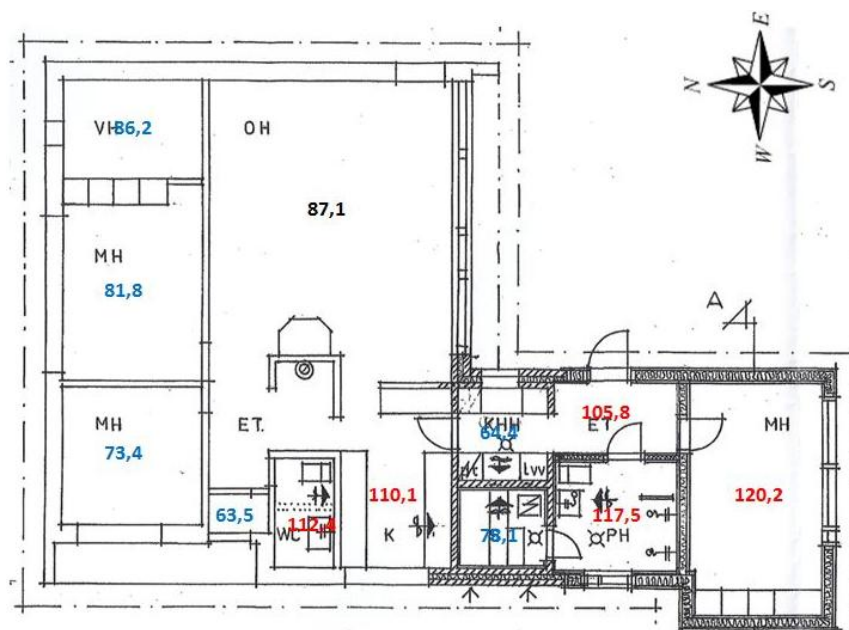 E
N
S
W
VH 86,2
OH
87,1
MH
81,8
A
MH
73,4
ET.
KHH
64,4
ET
105,8
MH
lvv
63,5
WC
112,4
110,1
K
78,1
117,5
PH
120,2